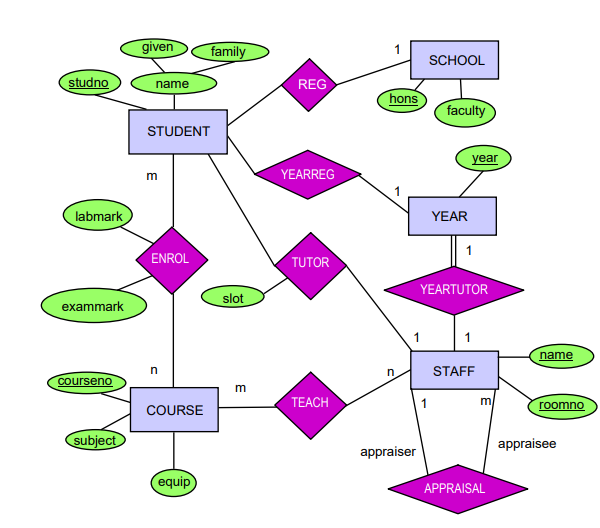 given
family
1
SCHOOL
studno
name
REG
hons
faculty
STUDENT
year
m
YEARREG
1
labmark
YEAR
ENROL
TUTOR
1
slot
YEARTUTOR
exammark
1
1
name
n
n
STAFF
courseno
m
TEACH
1
m
roomno
COURSE
subject
appraiser
appraisee
equip
APPRAISAL